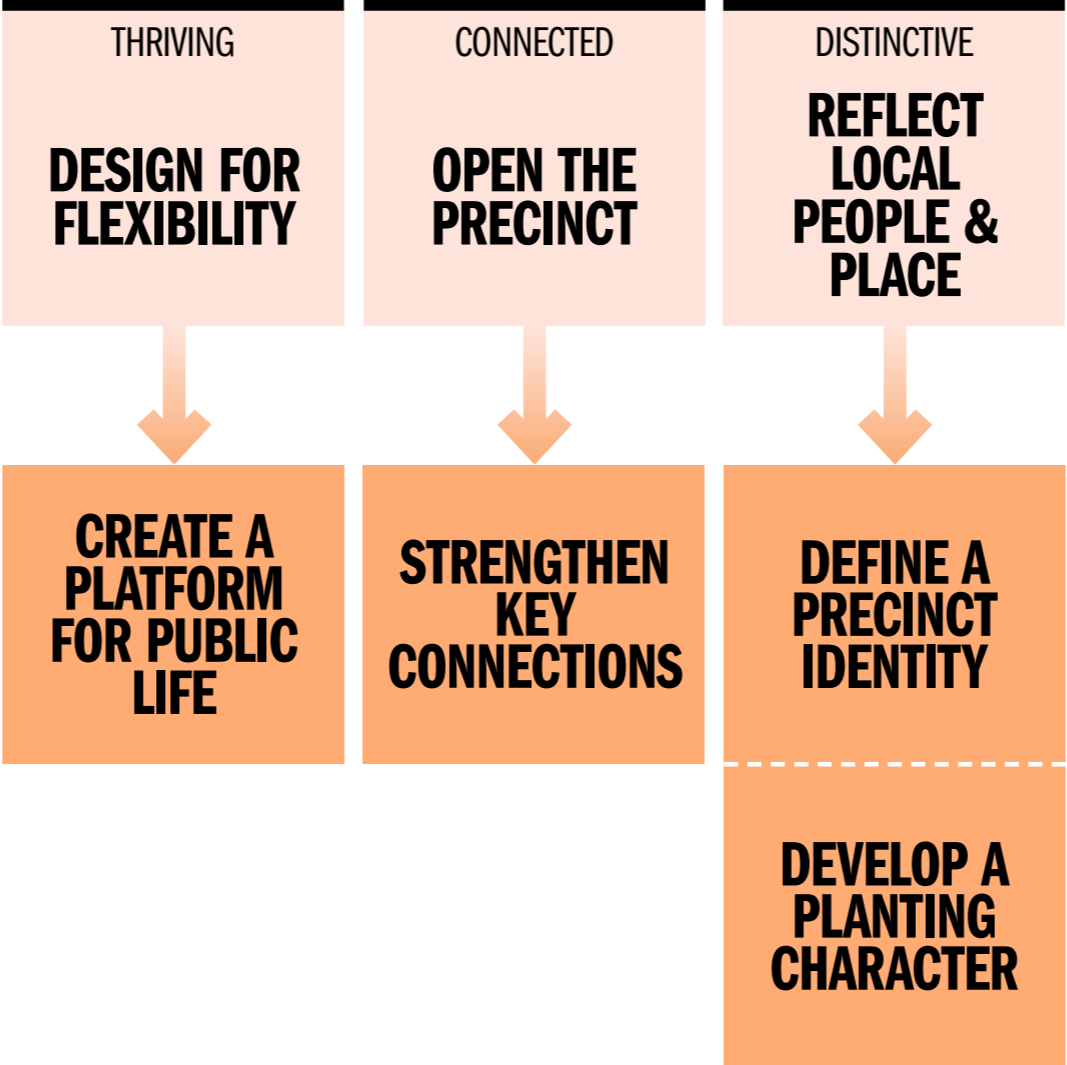 THRIVING
DESIGN FOR
FLEXIBILITY
CREATE A
PLATFORM
FOR PUBLIC
LIFE
CONNECTED
OPEN THE
PRECINCT
STRENGTHEN
KEY
CONNECTIONS
DISTINCTIVE
REFLECT
LOCAL
PEOPLE &
PLACE
DEFINE A
PRECINCT
IDENTITY
DEVELOP A
PLANTING
CHARACTER